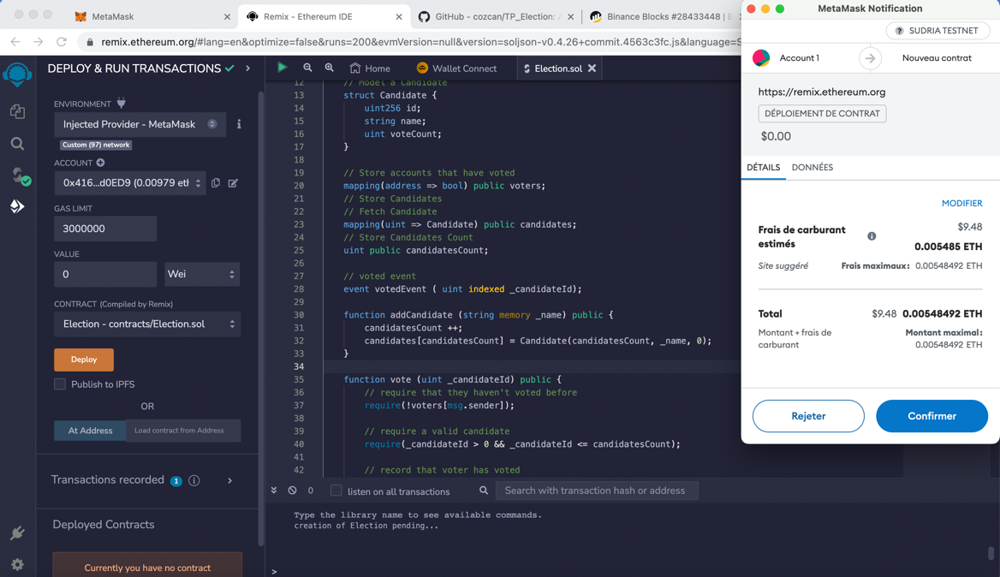 MetaMask
Remix - Ethereum IDE
GitHub - cozcan/TP_Election:
Binance Blocks #28433448 |
remix.ethereum.org/#lang=en&optimize=false&runs=200&evmVersion=null&version=soljson-v0.4.26+commit.4563c3fc.js&language=S
DEPLOY & RUN TRANSACTIONS
ENVIRONMENT
Injected Provider - MetaMask
i
Custom (97) network
ACCOUNT
0x416...d0ED9 (0.00979 eth
GAS LIMIT
3000000
VALUE
0
Wei
CONTRACT (Compiled by Remix)
Election - contracts/Election.sol
Deploy
Publish to IPFS
OR
At Address
Load contract from Address
Transactions recorded 1 i
Deployed Contracts
Currently you have no contract
Home
Wallet Connect
Election.sol
12 // Model a Candidate
13 struct Candidate {
14 uint256 id;
15 string name;
16 uint voteCount;
17 }
18
19 // Store accounts that have voted
20 mapping(address => bool) public voters;
21 // Store Candidates
22 // Fetch Candidate
23 mapping(uint => Candidate) public candidates;
24 // Store Candidates Count
25 uint public candidatesCount;
26
27 // voted event
28 event votedEvent ( uint indexed _candidateId);
29
30 function addCandidate (string memory _name) public {
31 candidatesCount ++;
32 candidates[candidatesCount] = Candidate(candidatesCount, _name, 0);
33 }
34
35 function vote (uint _candidateId) public {
36 // require that they haven't voted before
37 require(!voters[msg.sender]);
38
39 // require a valid candidate
40 require(_candidateId > 0 && _candidateId <= candidatesCount);
41
42 // record that voter has voted
0
listen on all transactions
Search with transaction hash or address
Type the library name to see available commands.
creation of Election pending...
>
MetaMask Notification
SUDRIA TESTNET
Account 1
Nouveau contrat
https://remix.ethereum.org
DÉPLOIEMENT DE CONTRAT
$0.00
DÉTAILS
DONNÉES
MODIFIER
Frais de carburant estimés
$9.48
0.005485 ETH
Site suggéré
Frais maximaux: 0.00548492 ETH
Total
$9.48 0.00548492 ETH
Montant + frais de carburant
Montant maximal:
0.00548492 ETH
Rejeter
Confirmer